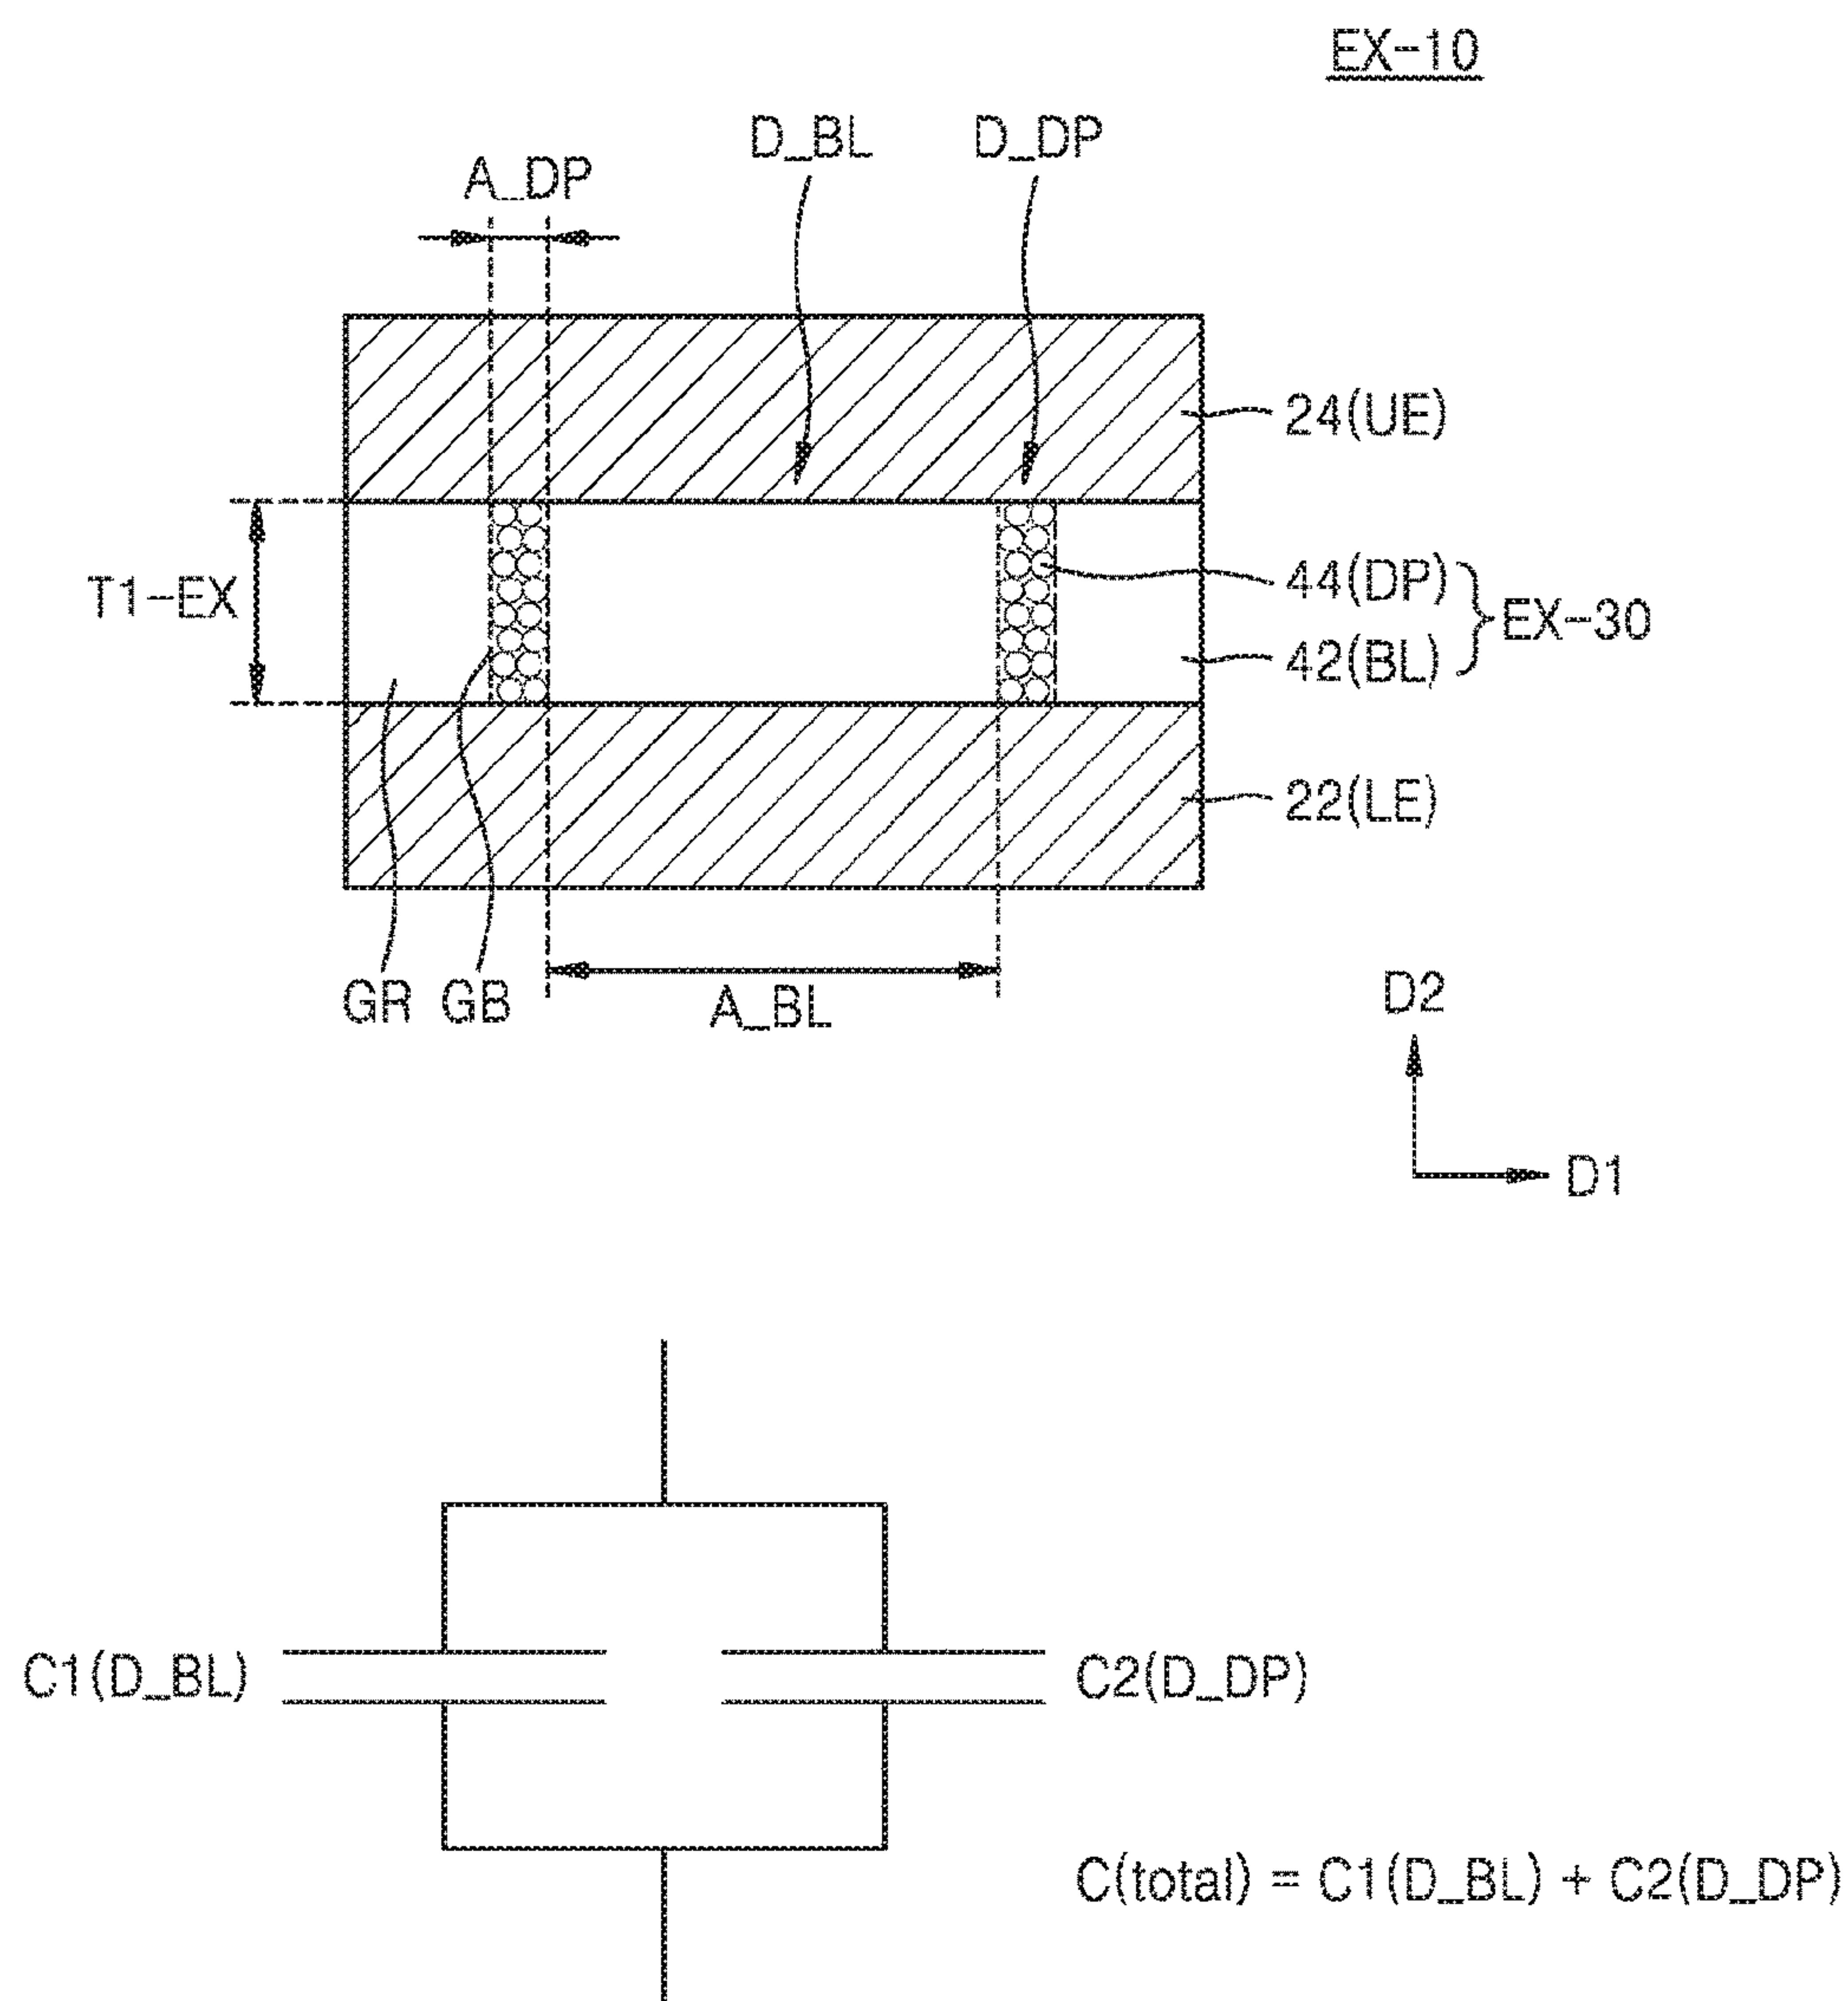 EX-10
D_BL
D_DP
A_DP
24(UE)
44(DP)
T1-EX
EX-30
42(BL)
22(LE)
GR GB
A_BL
D2
D1
C1(D_BL)
C2(D_DP)
C(total) = C1(D_BL) + C2(D_DP)